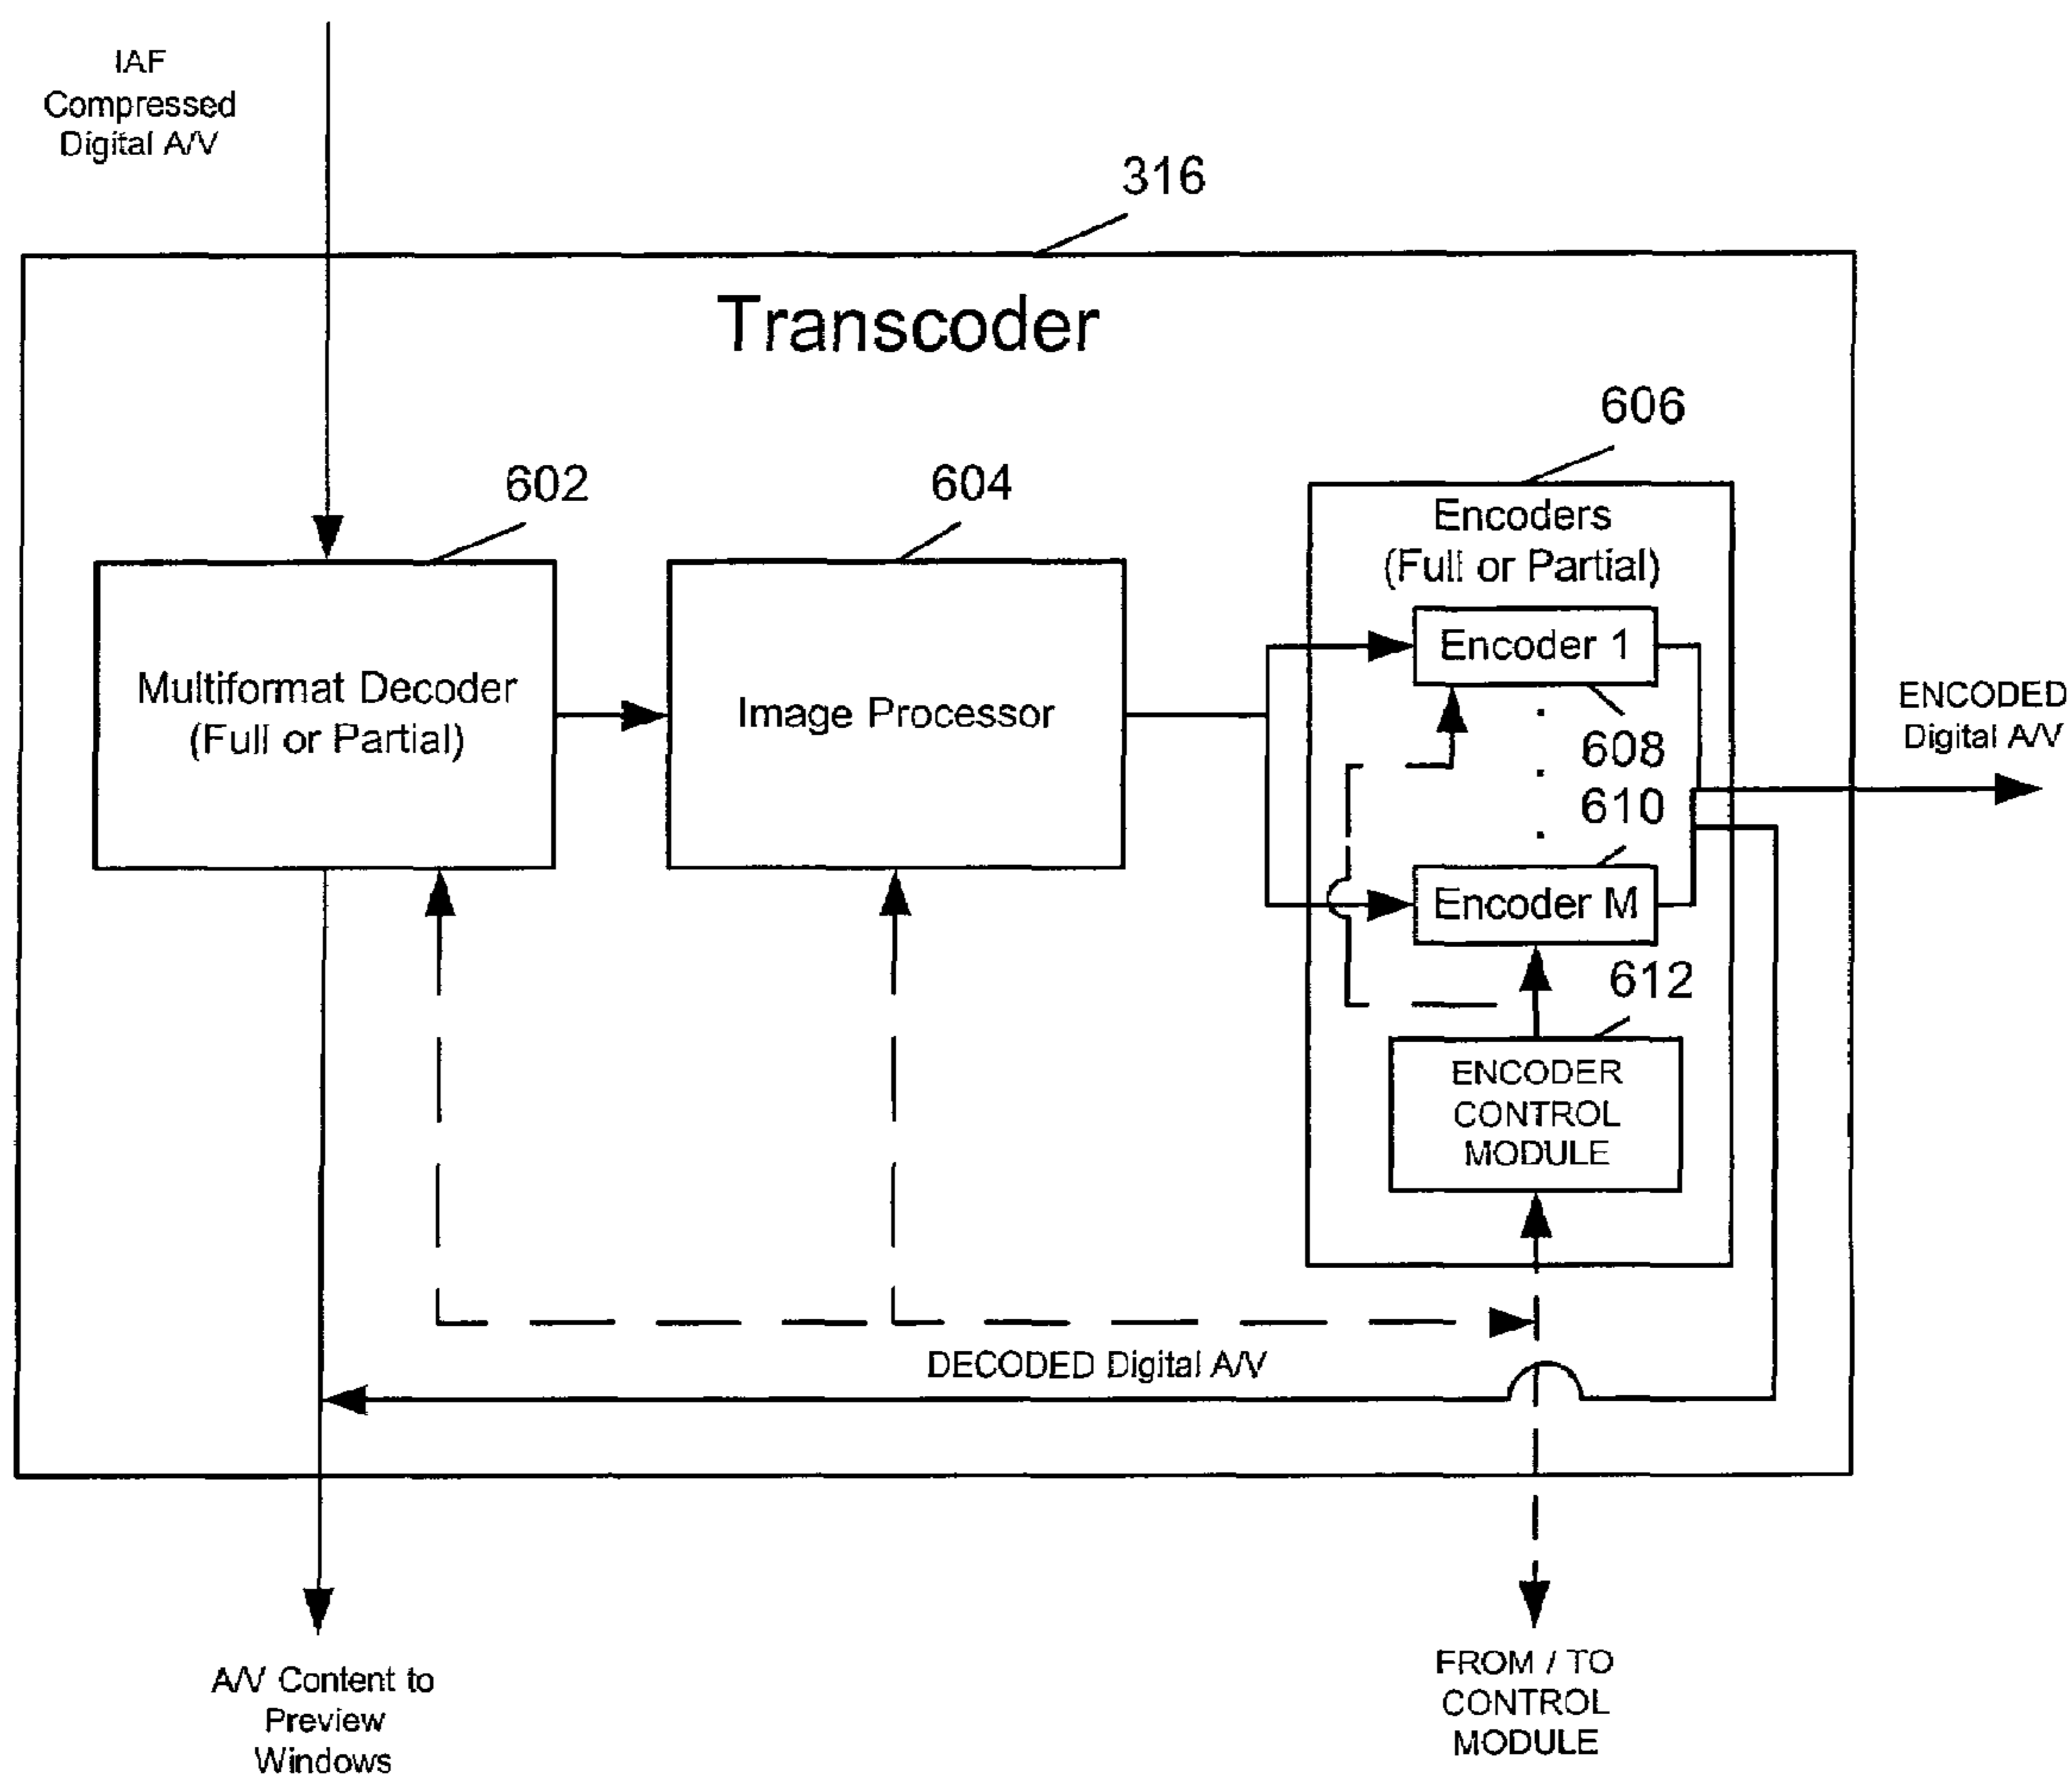 IAF
Compressed
Digital A/V
316
Transcoder
606
602
604
Encoders
(Full or Partial)
Encoder 1
Multiformat Decoder
(Full or Partial)
Image Processor
ENCODED
Digital A/V
608
610
Encoder M
612
ENCODER
CONTROL
MODULE
DECODED Digital A/V
A/V Content to
Preview
Windows
FROM / TO
CONTROL
MODULE